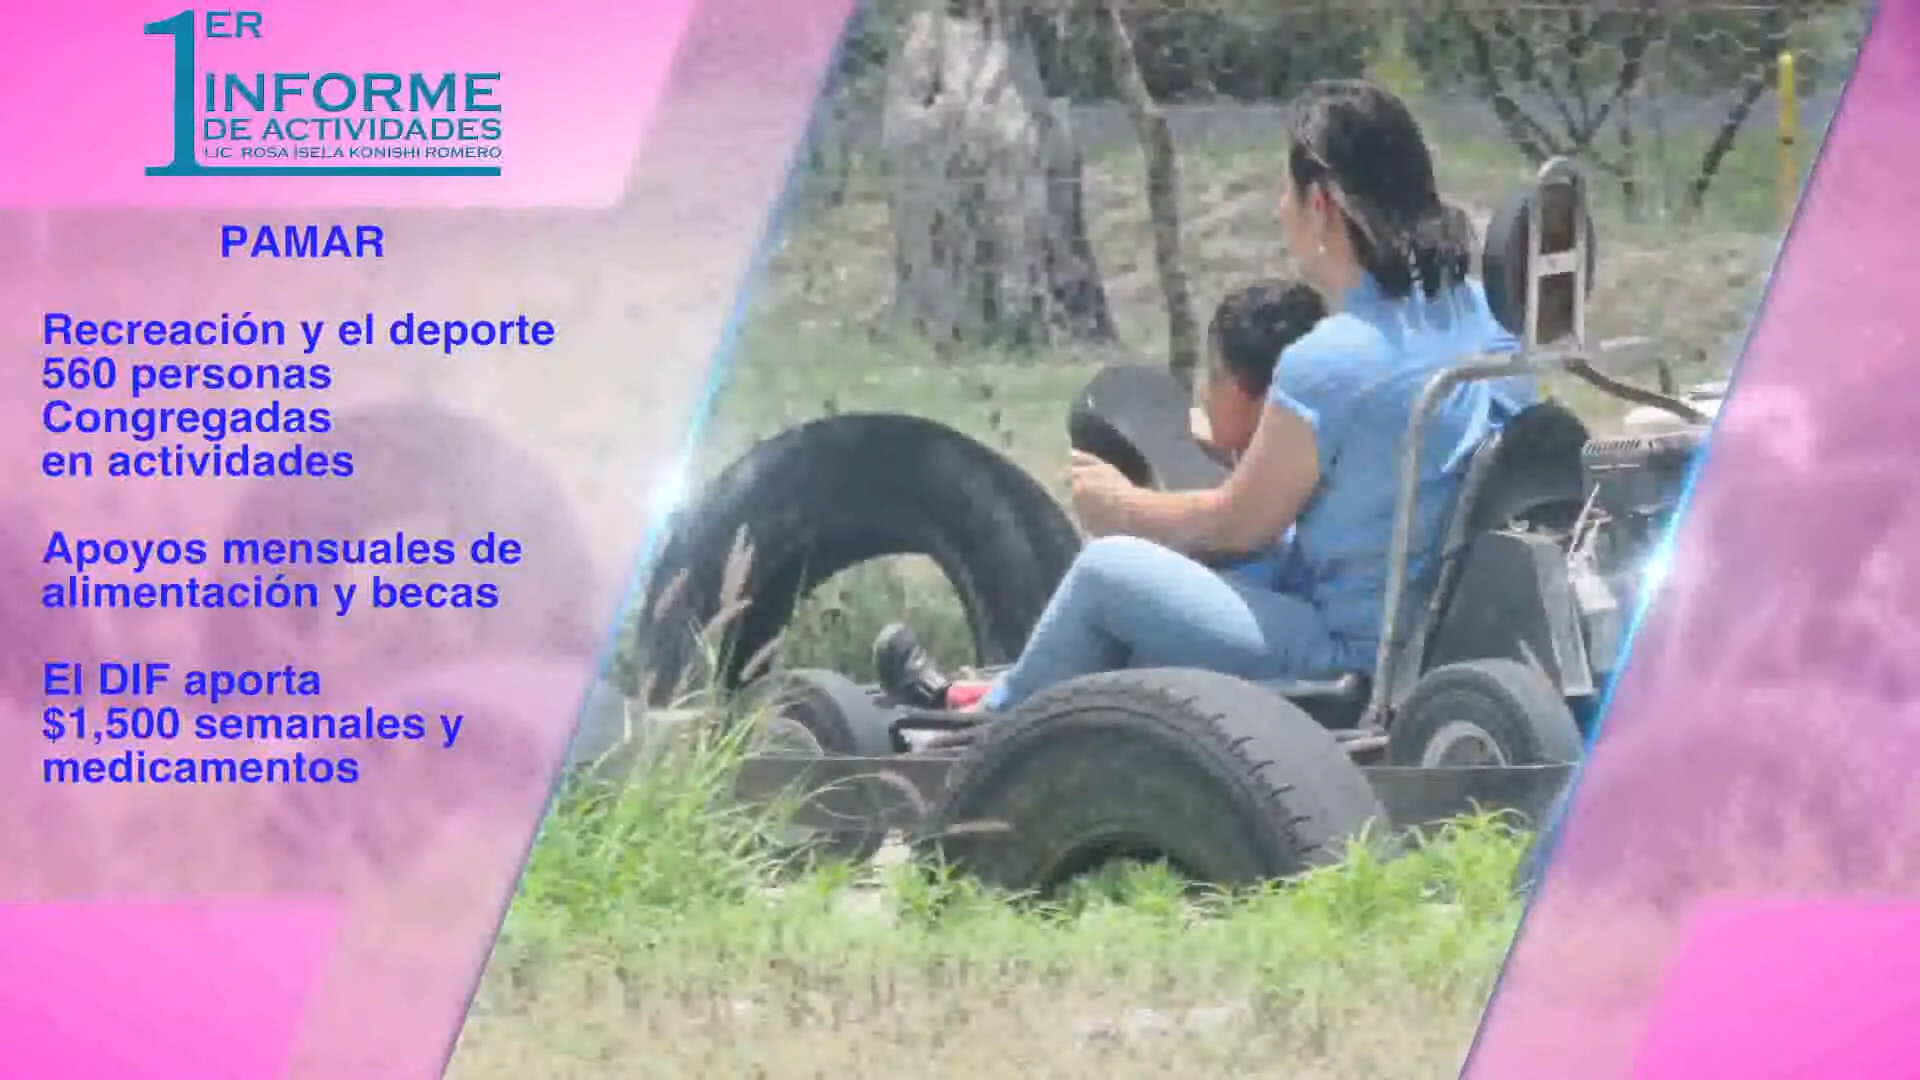 1ER
INFORME
DE ACTIVIDADES
LIC. ROSA ISELA KONISHI ROMERO
PAMAR
Recreación y el deporte
560 personas
Congregadas
en actividades
Apoyos mensuales de
alimentación y becas
El DIF aporta
$1,500 semanales y
medicamentos